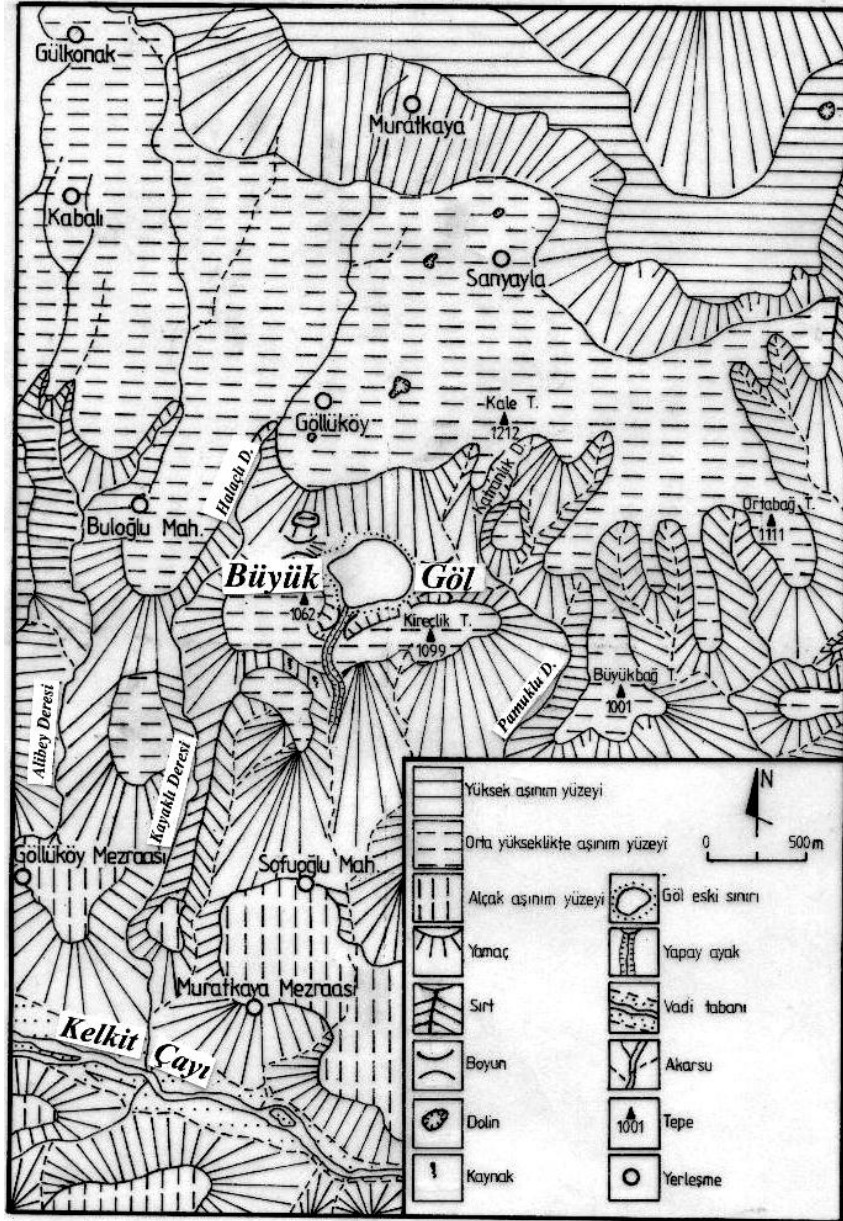 Gülkonak
Muratkaya
Kabalı
Sarıyayla
Göllüköy
Kale T.
1212
Halaçlı D.
Katranlık D.
Buloğlu Mah.
Ortabağ T.
1111
Büyük Göl
1062
Kireçlik T.
1099
Pamuklu D.
Büyükbağ T.
1001
Alibey Deresi
Kayaklı Deresi
Göllüköy Mezraası
Sofuoğlu Mah.
Muratkaya Mezraası
Kelkit Çayı
Yüksek aşınım yüzeyi
N
Orta yükseklikte aşınım yüzeyi
0 500 m
Alçak aşınım yüzeyi
Göl eski sınırı
Yamaç
Yapay ayak
Sırt
Vadi tabanı
Boyun
Akarsu
Dolin
1001
Tepe
Kaynak
Yerleşme